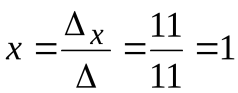 x = Δₓ/Δ = 11/11 = 1